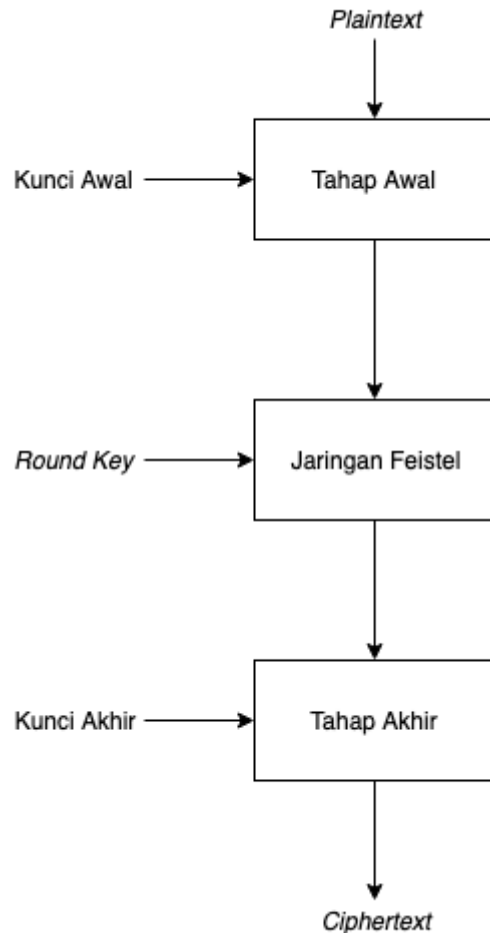 Plaintext
Kunci Awal
Tahap Awal
Round Key
Jaringan Feistel
Kunci Akhir
Tahap Akhir
Ciphertext